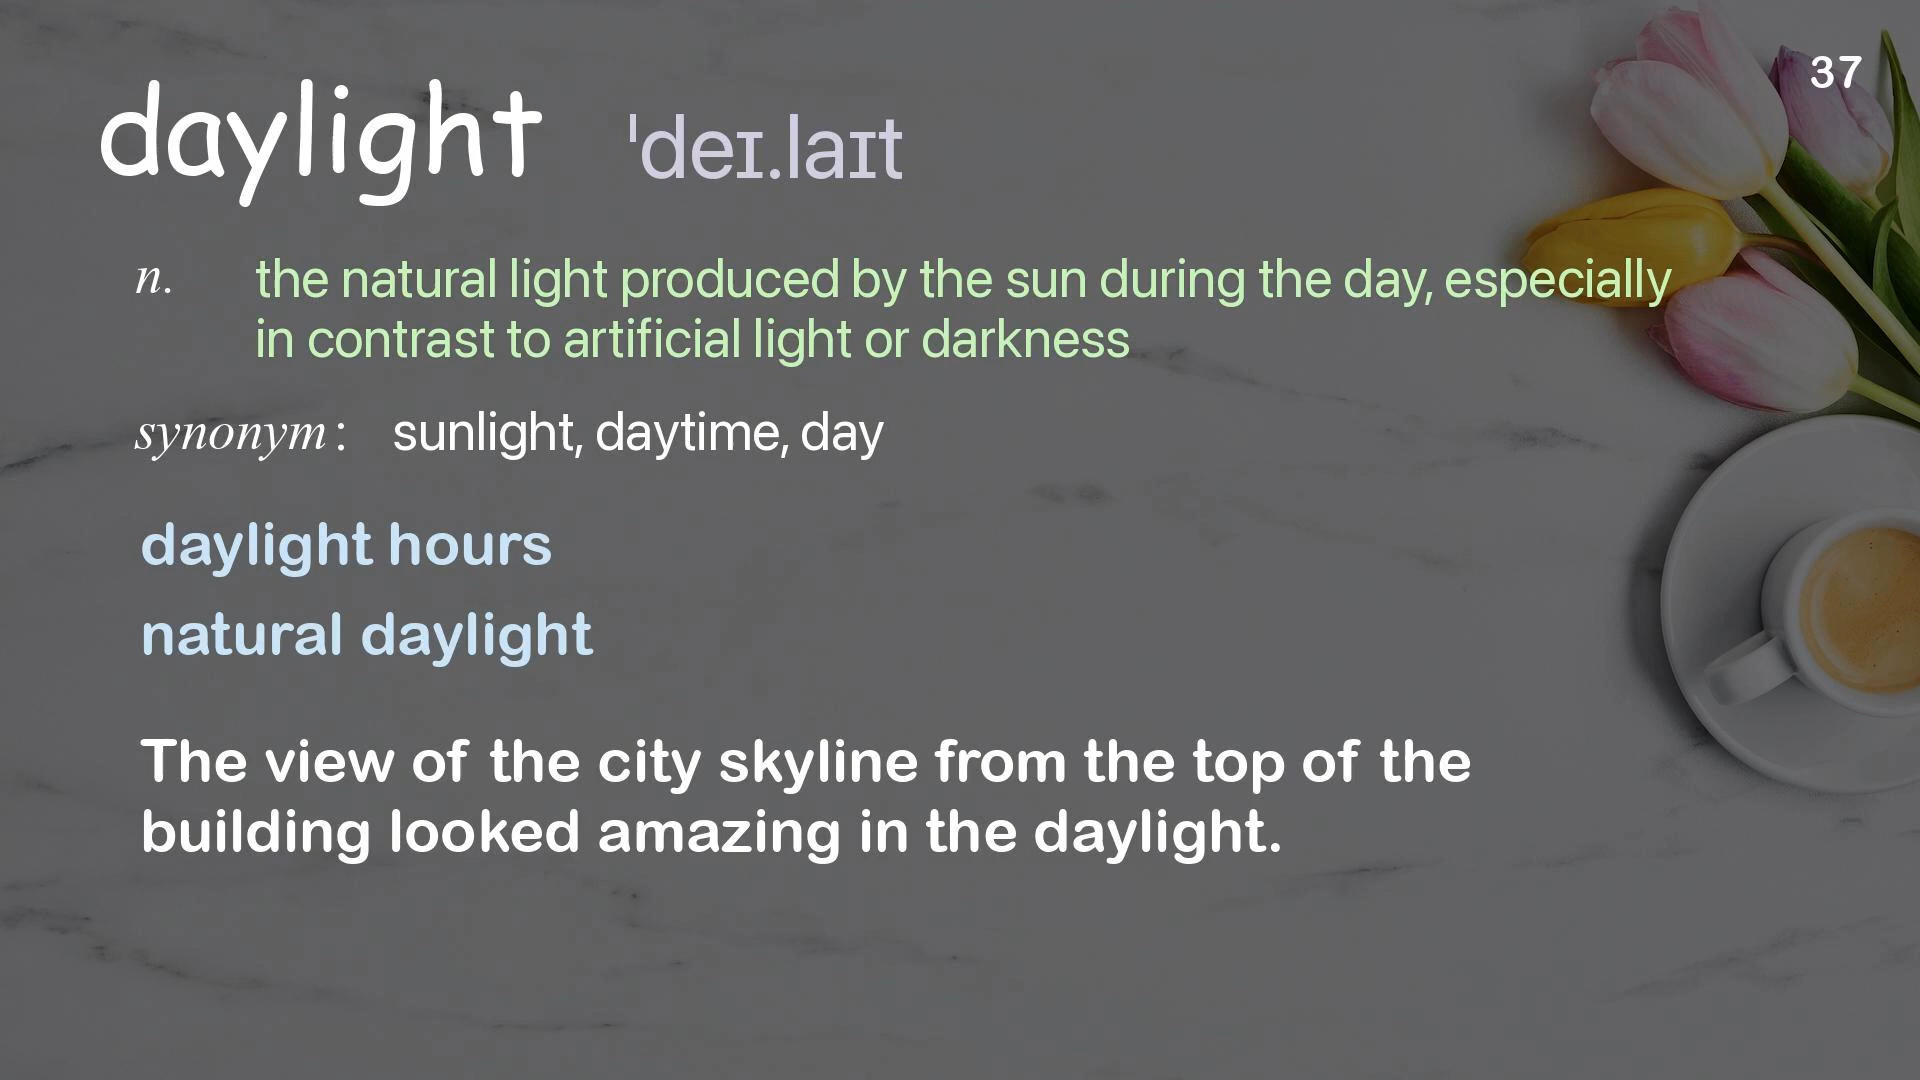 37
daylight ˈdeɪ.laɪt
n. the natural light produced by the sun during the day, especially
in contrast to artificial light or darkness
synonym: sunlight, daytime, day
daylight hours
natural daylight
The view of the city skyline from the top of the
building looked amazing in the daylight.